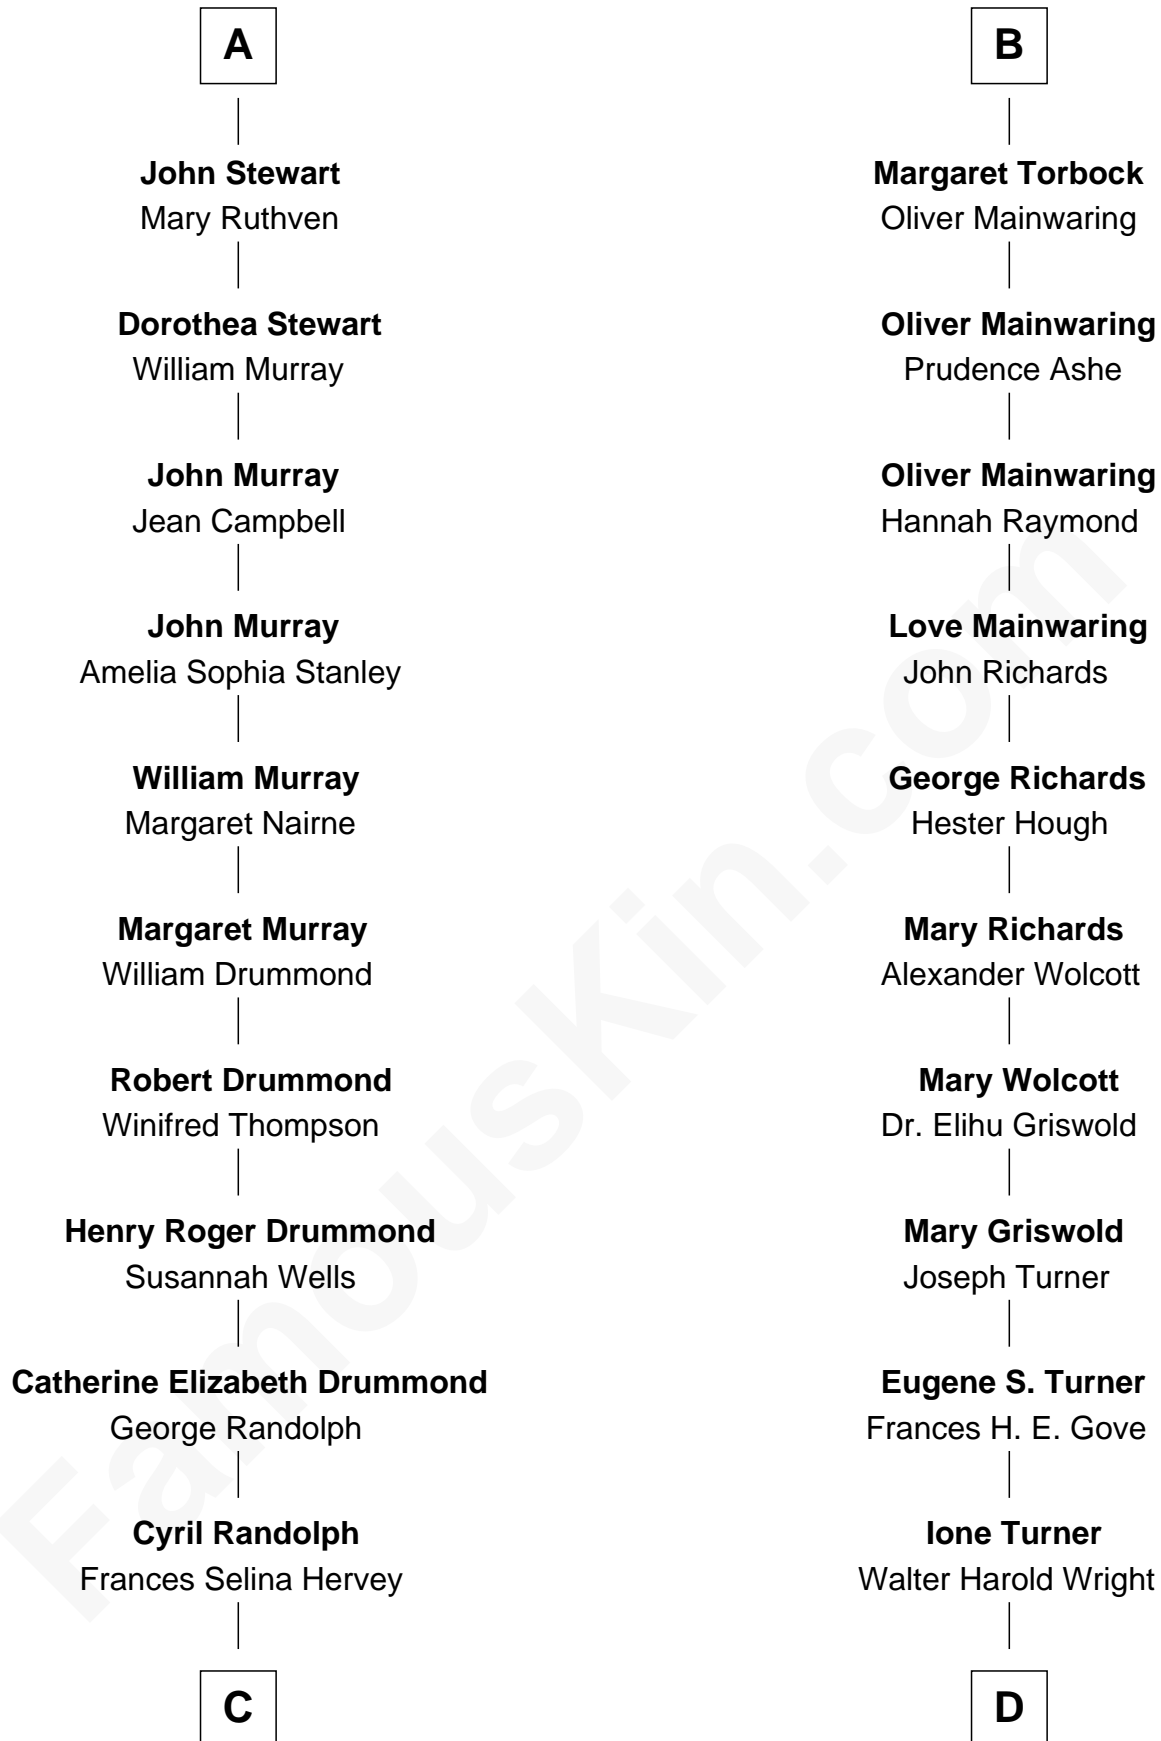 A
John Stewart
Mary Ruthven
Dorothea Stewart
William Murray
John Murray
Jean Campbell
John Murray
Amelia Sophia Stanley
William Murray
Margaret Nairne
Margaret Murray
William Drummond
Robert Drummond
Winifred Thompson
Henry Roger Drummond
Susannah Wells
Catherine Elizabeth Drummond
George Randolph
Cyril Randolph
Frances Selina Hervey
C
B
Margaret Torbock
Oliver Mainwaring
Oliver Mainwaring
Prudence Ashe
Oliver Mainwaring
Hannah Raymond
Love Mainwaring
John Richards
George Richards
Hester Hough
Mary Richards
Alexander Wolcott
Mary Wolcott
Dr. Elihu Griswold
Mary Griswold
Joseph Turner
Eugene S. Turner
Frances H. E. Gove
Ione Turner
Walter Harold Wright
D
FamousKin.com